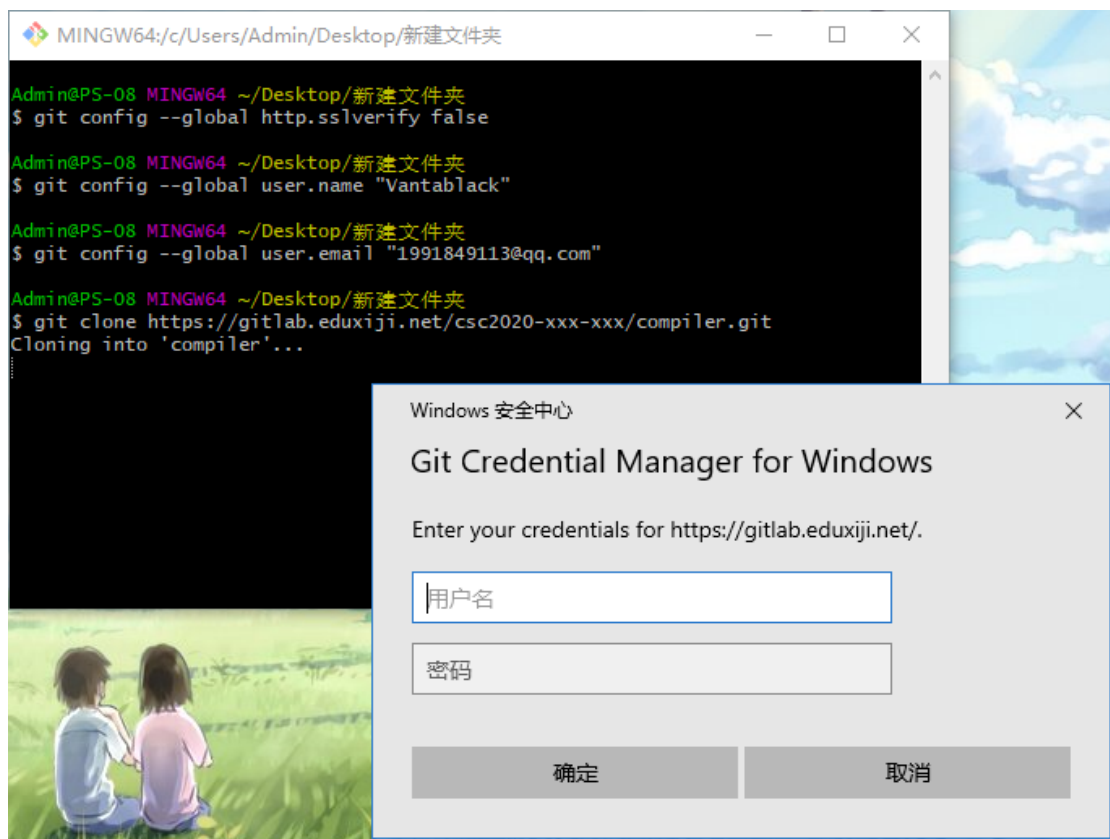 MINGW64:/c/Users/Admin/Desktop/新建文件夹
Admin@PS-08 MINGW64 ~/Desktop/新建文件夹
$ git config --global http.sslverify false
Admin@PS-08 MINGW64 ~/Desktop/新建文件夹
$ git config --global user.name "Vantablack"
Admin@PS-08 MINGW64 ~/Desktop/新建文件夹
$ git config --global user.email "1991849113@qq.com"
Admin@PS-08 MINGW64 ~/Desktop/新建文件夹
$ git clone https://gitlab.eduxiji.net/csc2020-xxx-xxx/compiler.git
Cloning into 'compiler'...
Windows 安全中心
Git Credential Manager for Windows
Enter your credentials for https://gitlab.eduxiji.net/.
用户名
密码
确定
取消